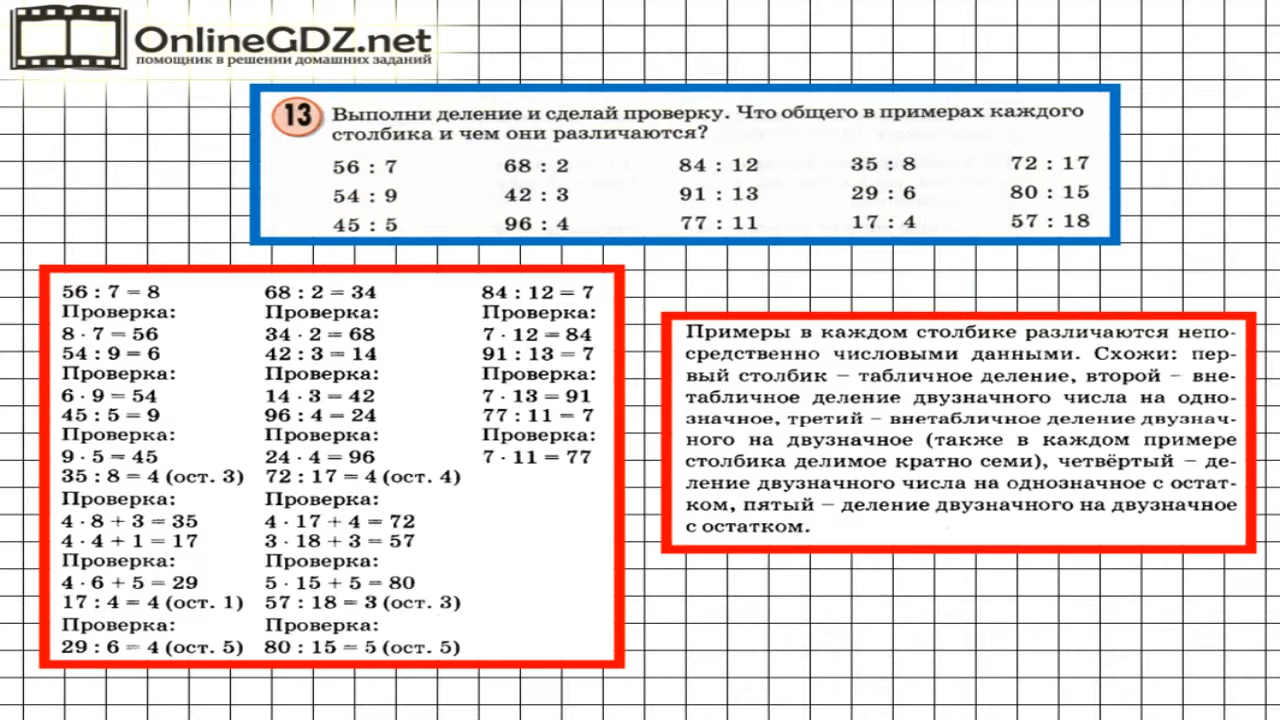 OnlineGDZ.net
помощник в решении домашних заданий
13 Выполни деление и сделай проверку. Что общего в примерах каждого
столбика и чем они различаются?
56 : 7 68 : 2 84 : 12 35 : 8 72 : 17
54 : 9 42 : 3 91 : 13 29 : 6 80 : 15
45 : 5 96 : 4 77 : 11 17 : 4 57 : 18
56 : 7 = 8 68 : 2 = 34 84 : 12 = 7
Проверка: Проверка: Проверка:
8 · 7 = 56 34 · 2 = 68 7 · 12 = 84
54 : 9 = 6 42 : 3 = 14 91 : 13 = 7
Проверка: Проверка: Проверка:
6 · 9 = 54 14 · 3 = 42 7 · 13 = 91
45 : 5 = 9 96 : 4 = 24 77 : 11 = 7
Проверка: Проверка: Проверка:
9 · 5 = 45 24 · 4 = 96 7 · 11 = 77
35 : 8 = 4 (ост. 3) 72 : 17 = 4 (ост. 4)
Проверка: Проверка:
4 · 8 + 3 = 35 4 · 17 + 4 = 72
4 · 4 + 1 = 17 3 · 18 + 3 = 57
Проверка: Проверка:
4 · 6 + 5 = 29 5 · 15 + 5 = 80
17 : 4 = 4 (ост. 1) 57 : 18 = 3 (ост. 3)
Проверка: Проверка:
29 : 6 = 4 (ост. 5) 80 : 15 = 5 (ост. 5)
Примеры в каждом столбике различаются непо-
средственно числовыми данными. Схожи: пер-
вый столбик – табличное деление, второй – вне-
табличное деление двузначного числа на одно-
значное, третий – внетабличное деление двузнач-
ного на двузначное (также в каждом примере
столбика делимое кратно семи), четвёртый – де-
ление двузначного числа на однозначное с остат-
ком, пятый – деление двузначного на двузначное
с остатком.